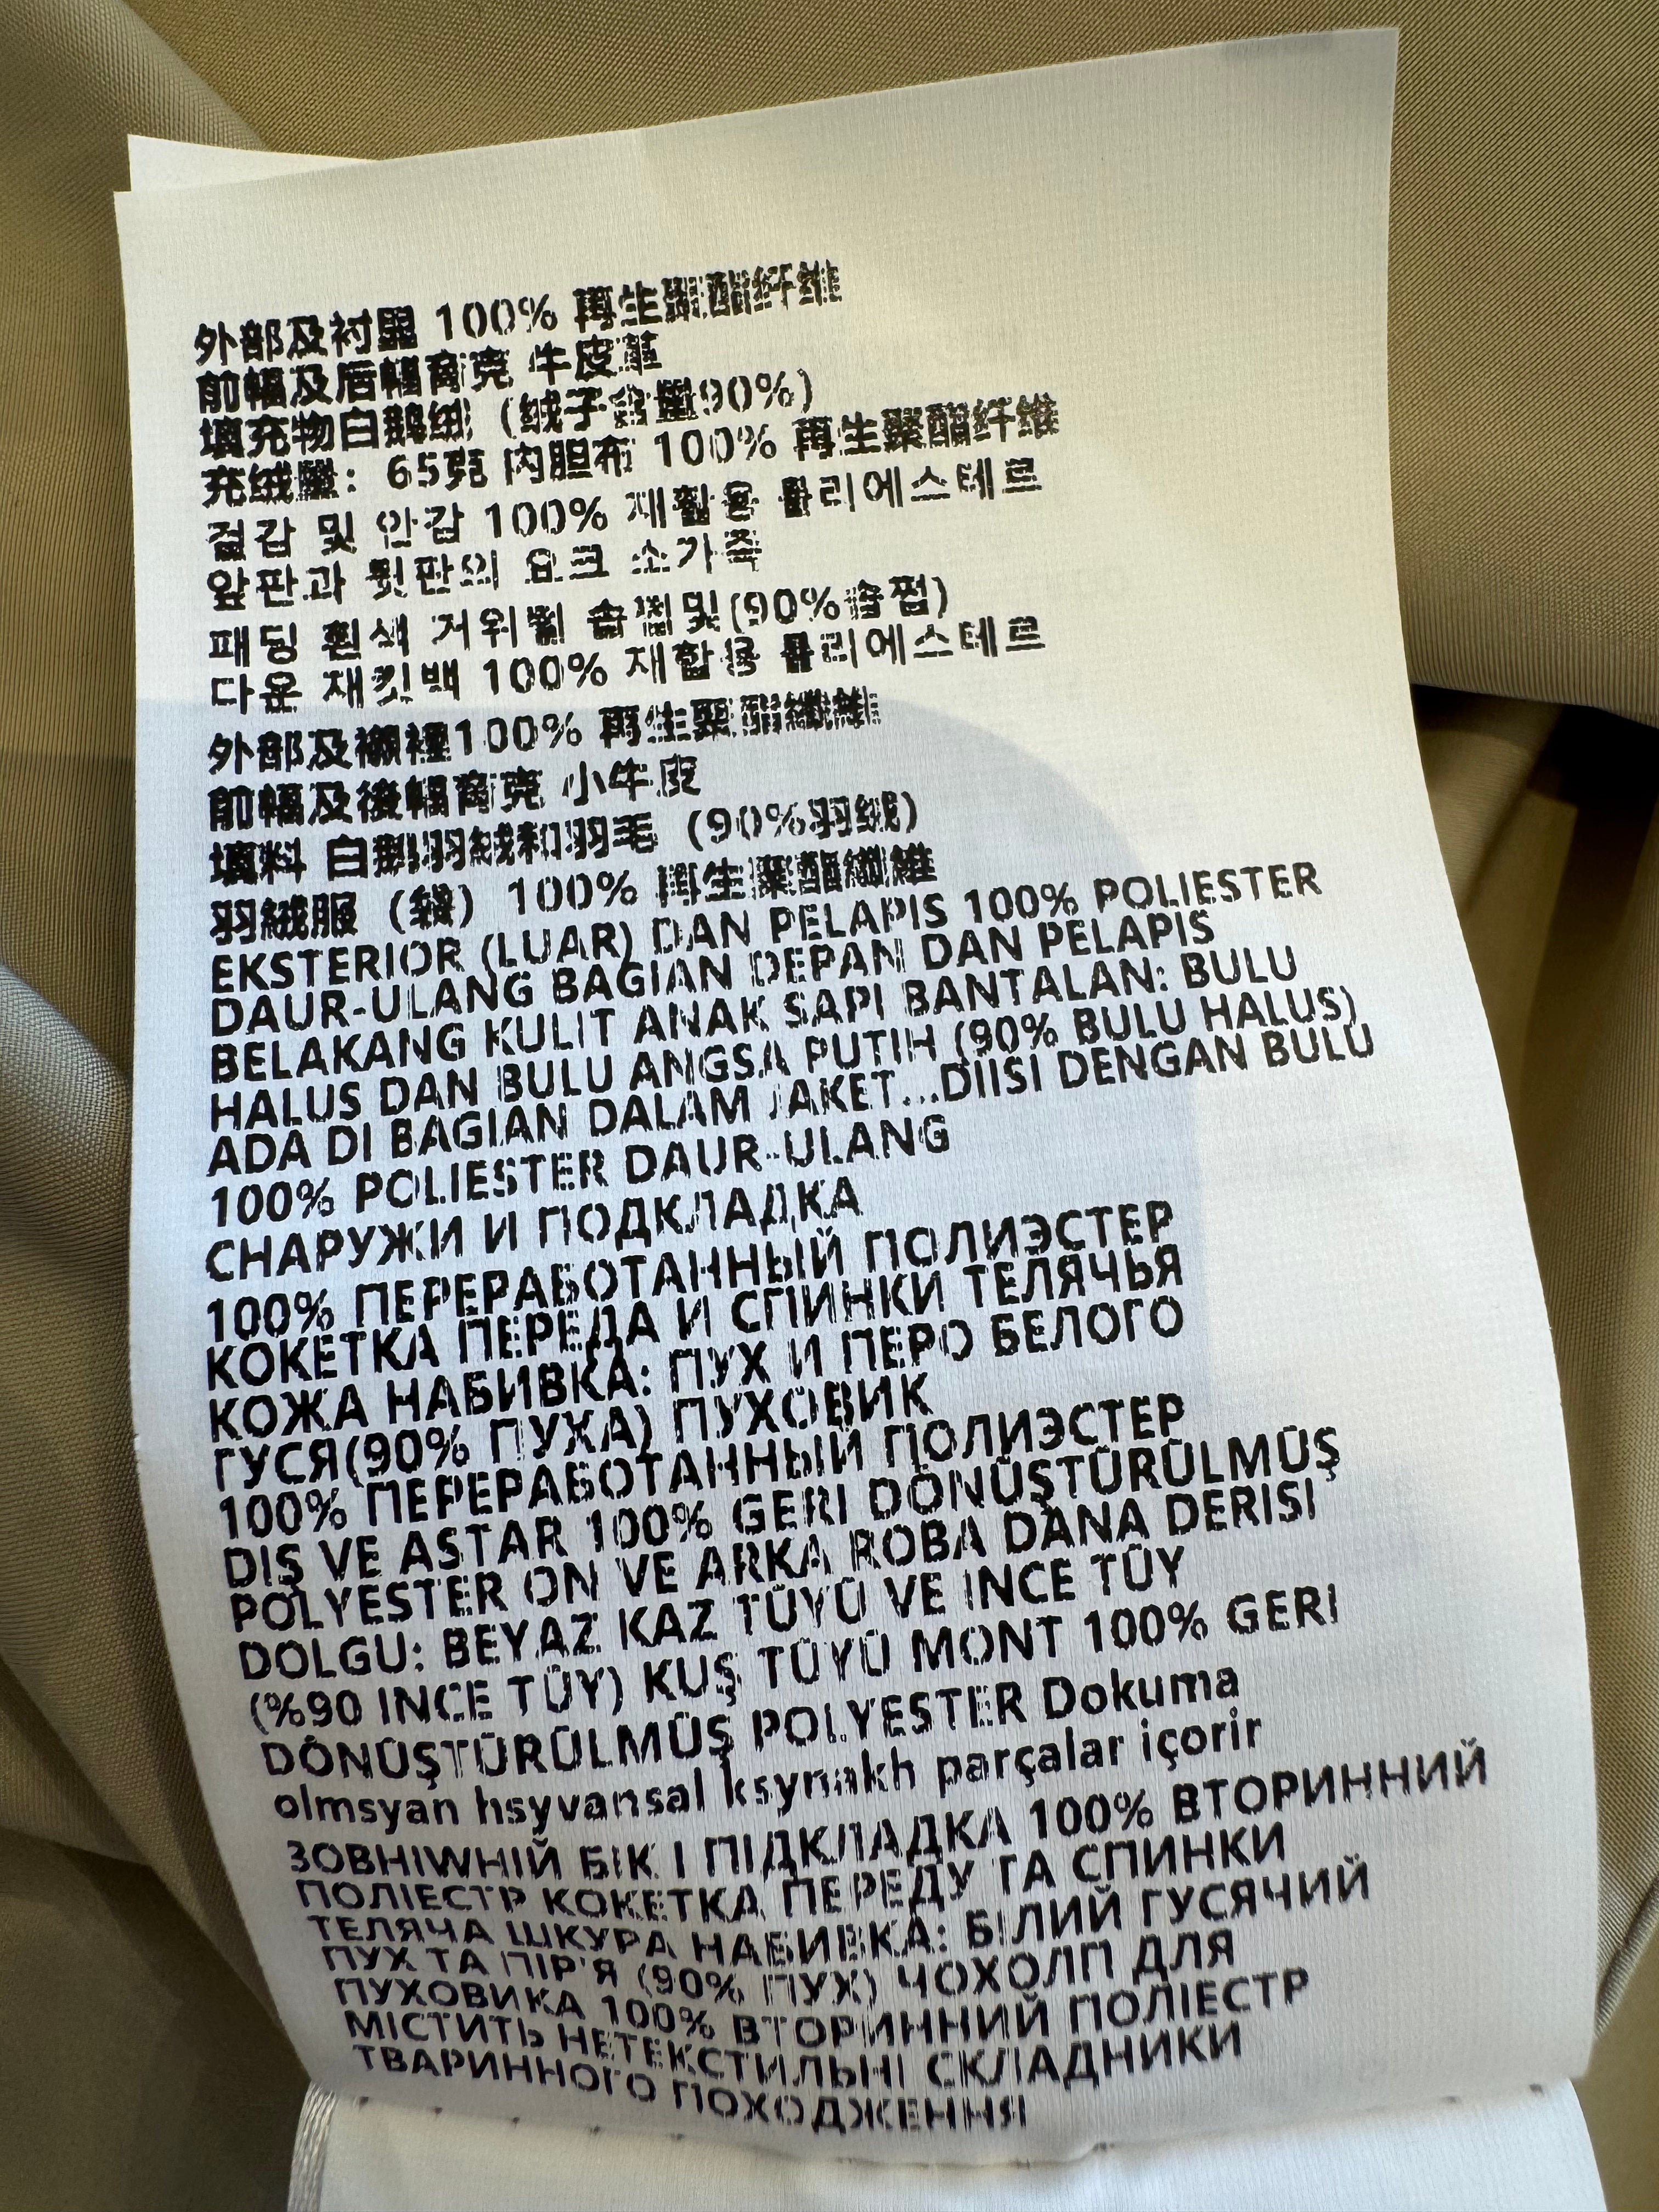 外部及衬里 100% 再生聚酯纤维
前幅及后幅育克 牛皮革
填充物白鹅绒 (绒子含量90%)
充绒量: 65克 内胆布 100% 再生聚酯纤维
겉감 및 안감 100% 재활용 폴리에스테르
앞판과 뒷판의 요크 소가죽
패딩 흰색 거위털 솜털및(90%솜털)
다운 재킷백 100% 재활용 폴리에스테르
外部及襯裡100% 再生聚酯纖維
前幅及後幅育克 小牛皮
填料 白鵝羽絨和羽毛 (90%羽絨)
羽絨服 (袋) 100% 再生聚酯纖維
EKSTERIOR (LUAR) DAN PELAPIS 100% POLIESTER
DAUR-ULANG BAGIAN DEPAN DAN PELAPIS
BELAKANG KULIT ANAK SAPI BANTALAN: BULU
HALUS DAN BULU ANGSA PUTIH (90% BULU HALUS)
ADA DI BAGIAN DALAM JAKET...DIISI DENGAN BULU
100% POLIESTER DAUR-ULANG
СНАРУЖИ И ПОДКЛАДКА
100% ПЕРЕРАБОТАННЫЙ ПОЛИЭСТЕР
КОКЕТКА ПЕРЕДА И СПИНКИ ТЕЛЯЧЬЯ
КОЖА НАБИВКА: ПУХ И ПЕРО БЕЛОГО
ГУСЯ(90% ПУХА) ПУХОВИК
100% ПЕРЕРАБОТАННЫЙ ПОЛИЭСТЕР
DIŞ VE ASTAR 100% GERI DÖNÜŞTÜRÜLMÜŞ
POLYESTER ÖN VE ARKA ROBA DANA DERISI
DOLGU: BEYAZ KAZ TÜYÜ VE INCE TÜY
(%90 INCE TÜY) KUŞ TÜYÜ MONT 100% GERI
DÖNÜŞTÜRÜLMÜŞ POLYESTER Dokuma
olmsyan hsyvansal ksynakh parçalar içorir
ЗОВНІWНІЙ БІК І ПІДКЛАДКА 100% ВТОРИННИЙ
ПОЛІЕСТР КОКЕТКА ПЕРЕДУ ТА СПИНКИ
ТЕЛЯЧА ШКУРА НАБИВКА: БІЛИЙ ГУСЯЧИЙ
ПУХ ТА ПІР'Я (90% ПУХ) ЧОХОЛП ДЛЯ
ПУХОВИКА 100% ВТОРИННИЙ ПОЛІЕСТР
МІСТИТЬ НЕТЕКСТИЛЬНІ СКЛАДНИКИ
ТВАРИННОГО ПОХОДЖЕННЯ